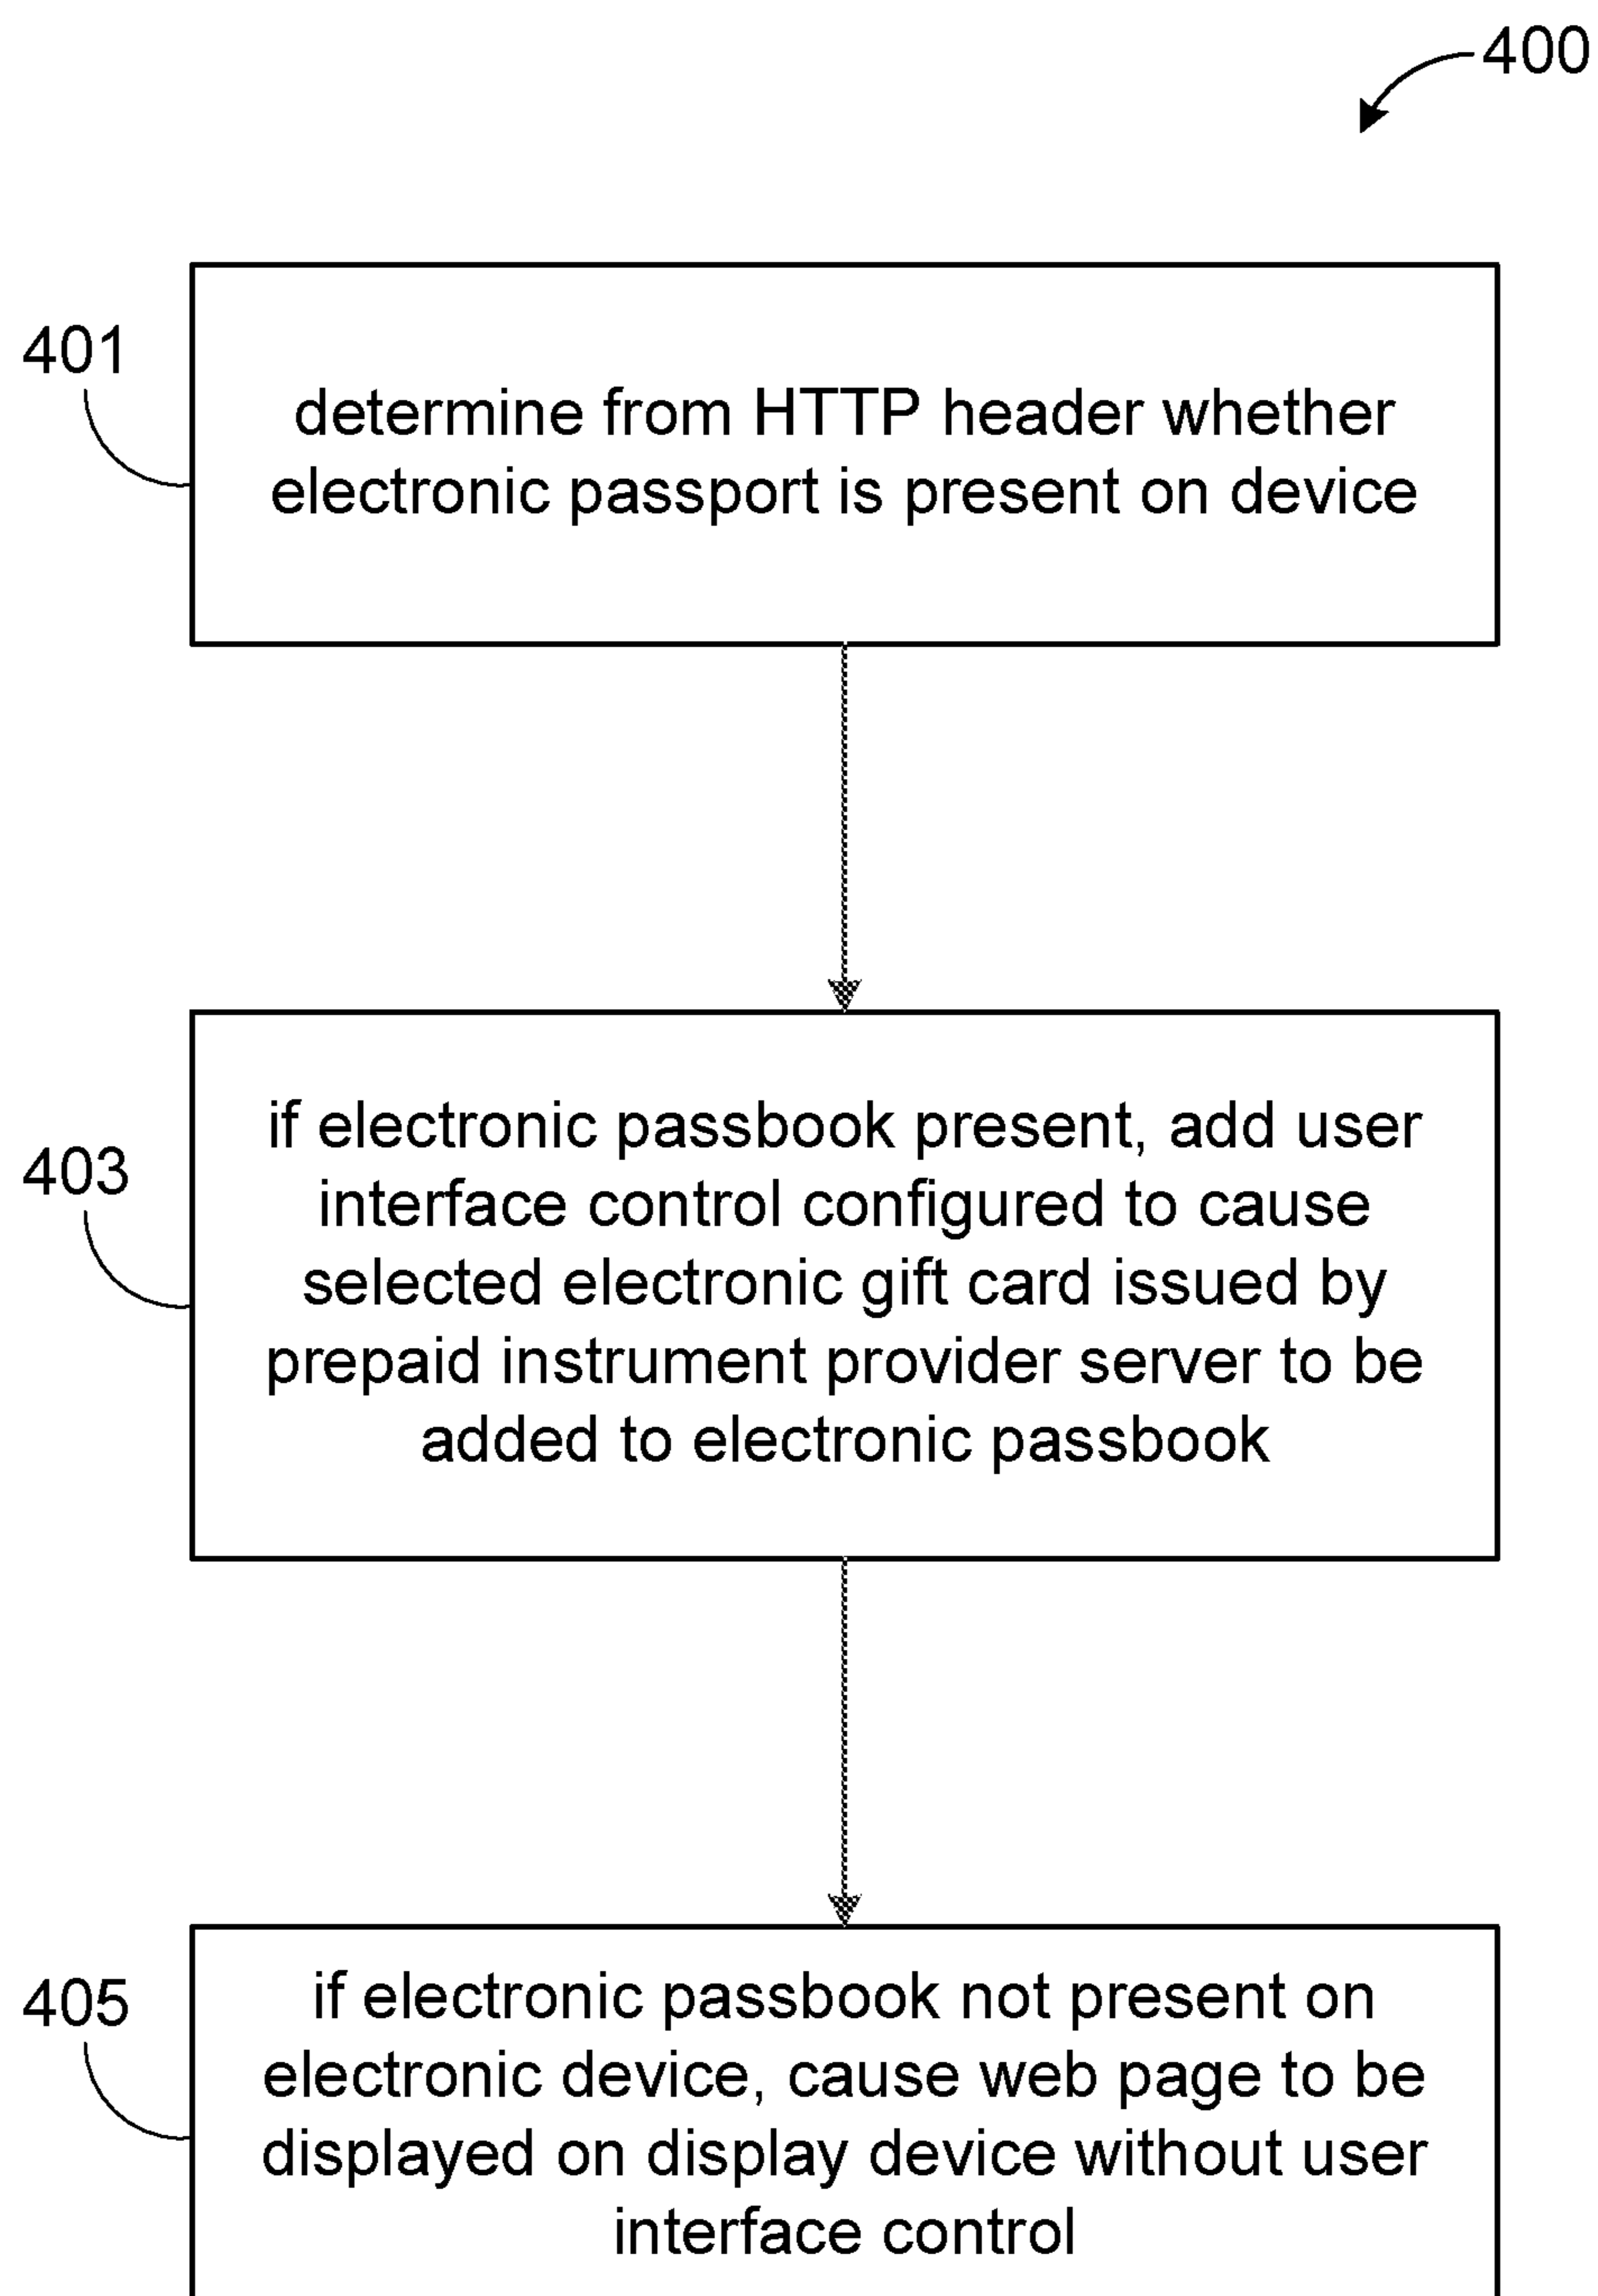 400
401
determine from HTTP header whether
electronic passport is present on device
403
if electronic passbook present, add user
interface control configured to cause
selected electronic gift card issued by
prepaid instrument provider server to be
added to electronic passbook
405
if electronic passbook not present on
electronic device, cause web page to be
displayed on display device without user
interface control